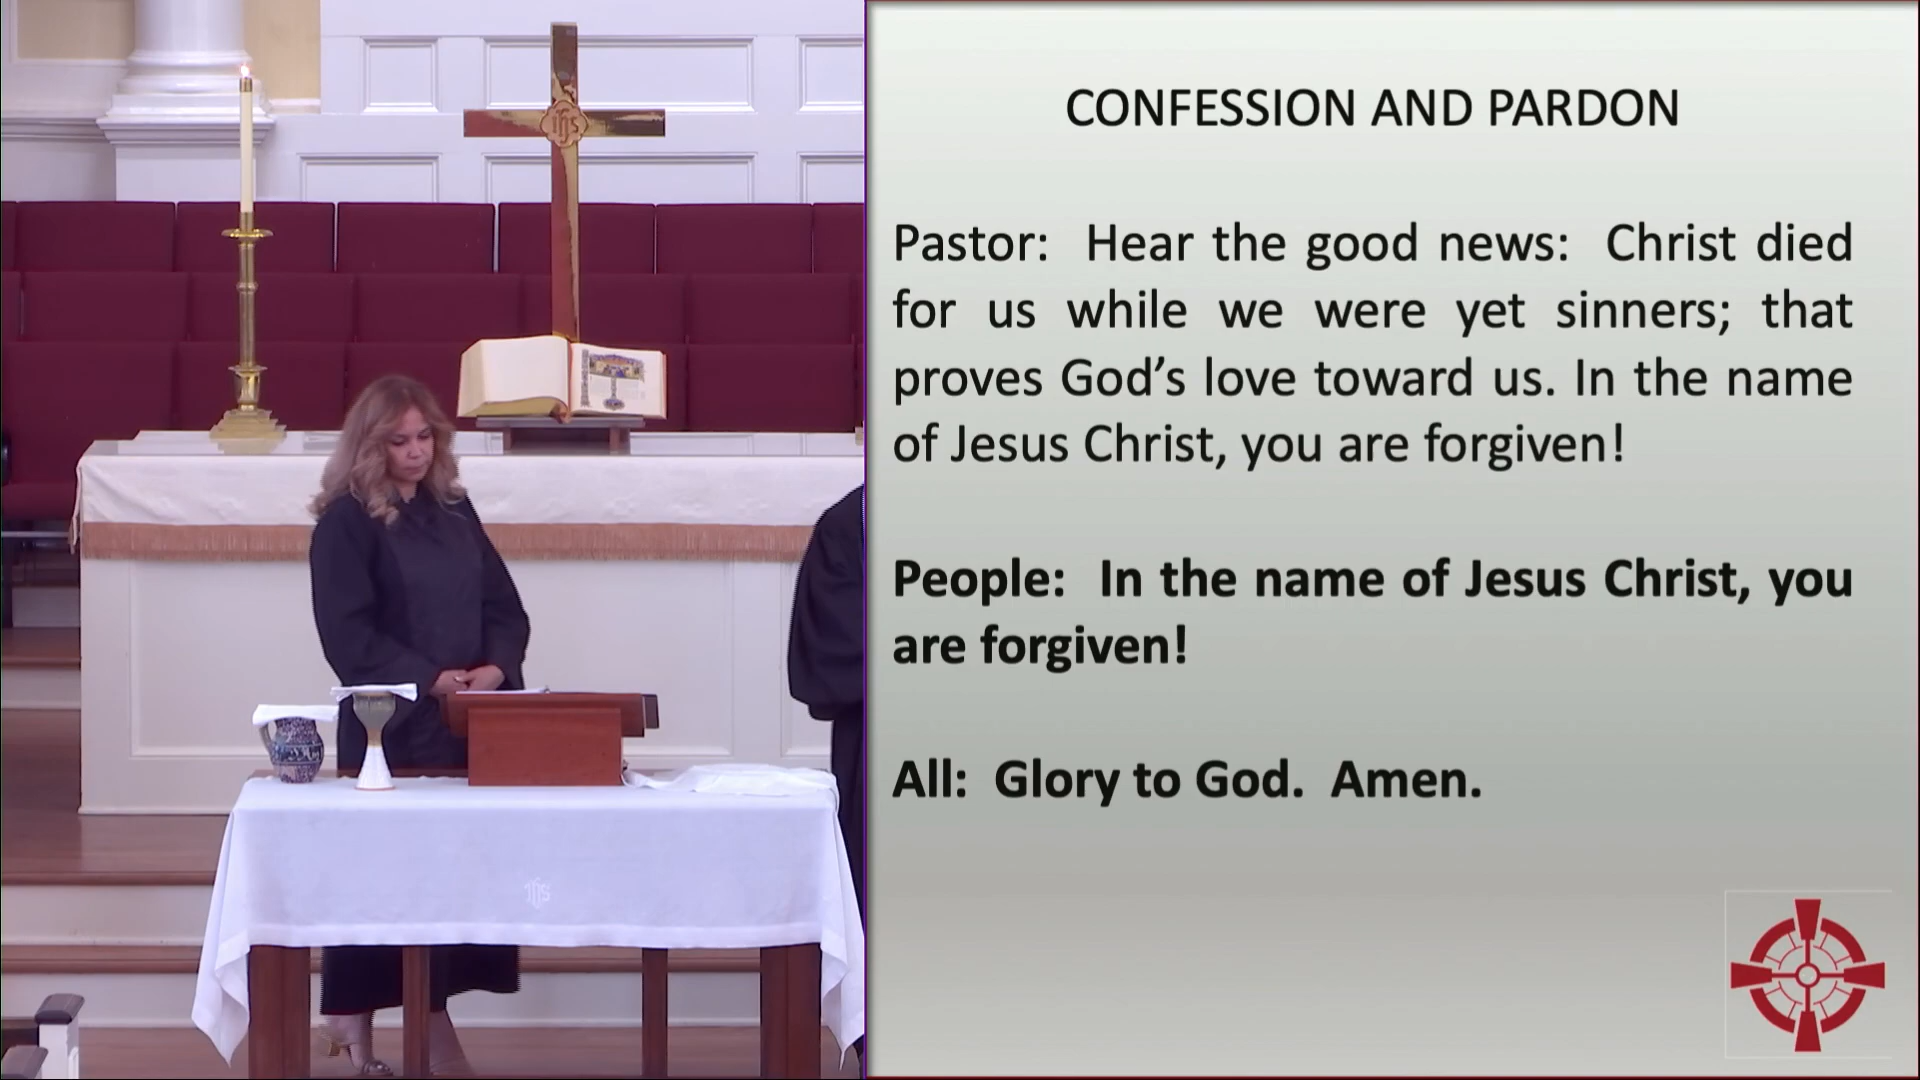 CONFESSION AND PARDON
Pastor: Hear the good news: Christ died
for us while we were yet sinners; that
proves God’s love toward us. In the name
of Jesus Christ, you are forgiven!
People: In the name of Jesus Christ, you
are forgiven!
All: Glory to God. Amen.
IHS
IHS